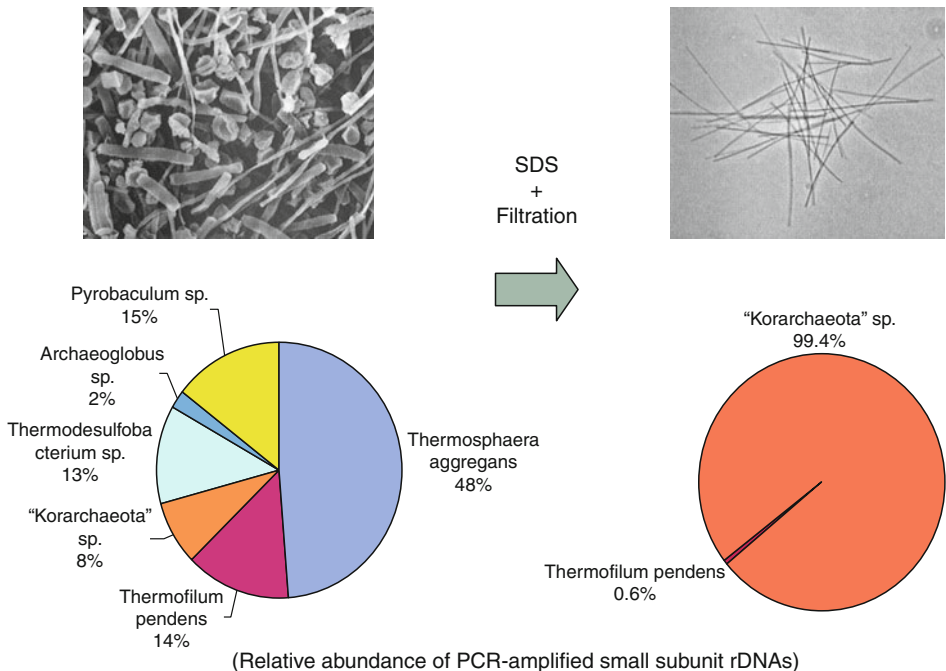 SDS
+
Filtration
Pyrobaculum sp.
15%
Archaeoglobus
sp.
2%
Thermodesulfoba
cterium sp.
13%
“Korarchaeota”
sp.
8%
Thermofilum
pendens
14%
Thermosphaera
aggregans
48%
“Korarchaeota” sp.
99.4%
Thermofilum pendens
0.6%
(Relative abundance of PCR-amplified small subunit rDNAs)